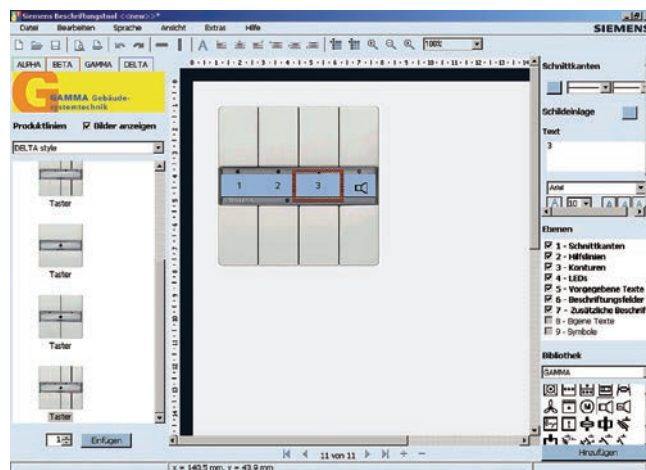 Siemens Beschriftungstool <<new>>*
Datei Bearbeiten Sprache Ansicht Extras Hilfe
SIEMENS
100%
ALPHA BETA GAMMA DELTA
GAMMA Gebäude-
systemtechnik
Produktlinien Bilder anzeigen
DELTA style
Taster
Taster
Taster
Taster
1 Einfügen
1 2 3
Schnittkanten
Schildeinlage
Text
3
Arial
10
Ebenen
1 - Schnittkanten
2 - Hilfslinien
3 - Konturen
4 - LEDs
5 - Vorgegebene Texte
6 - Beschriftungsfelder
7 - Zusätzliche Beschrif
8 - Eigene Texte
9 - Symbole
Bibliothek
GAMMA
Hinzufügen
11 von 11
x = 140.5 mm, y = 43.9 mm